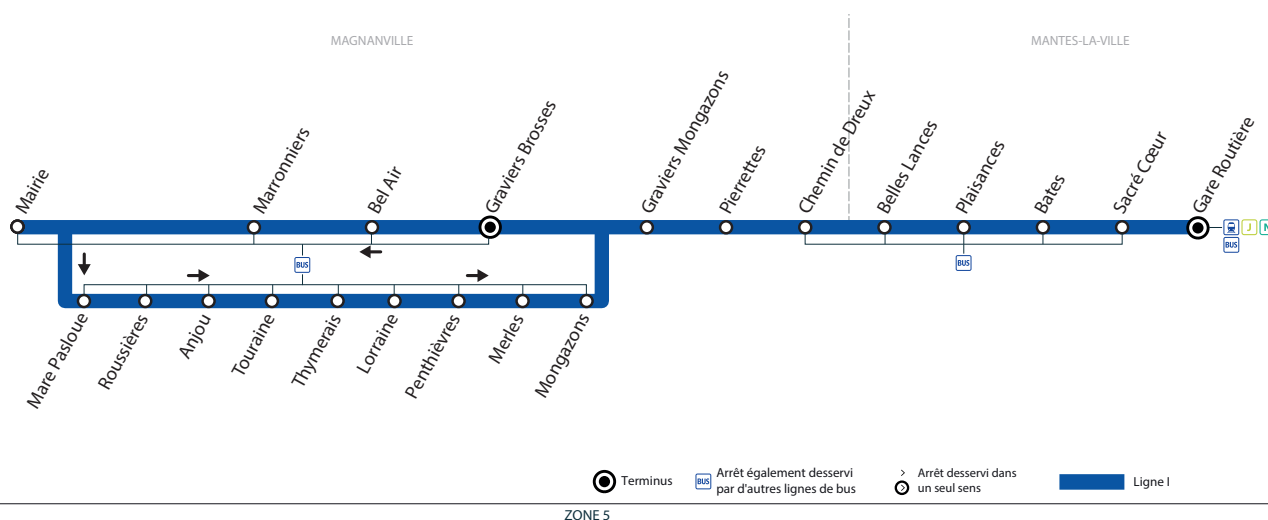 MAGNANVILLE
MANTES-LA-VILLE
Mairie
Marronniers
Bel Air
Graviers Brosses
Graviers Mongazons
Pierrettes
Chemin de Dreux
Belles Lances
Plaisances
Bates
Sacré Cœur
Gare Routière
J
N
BUS
BUS
BUS
Mare Pasloue
Roussières
Anjou
Touraine
Thymerais
Lorraine
Penthièvres
Merles
Mongazons
Terminus
BUS
Arrêt également desservi
par d'autres lignes de bus
Arrêt desservi dans
un seul sens
Ligne I
ZONE 5